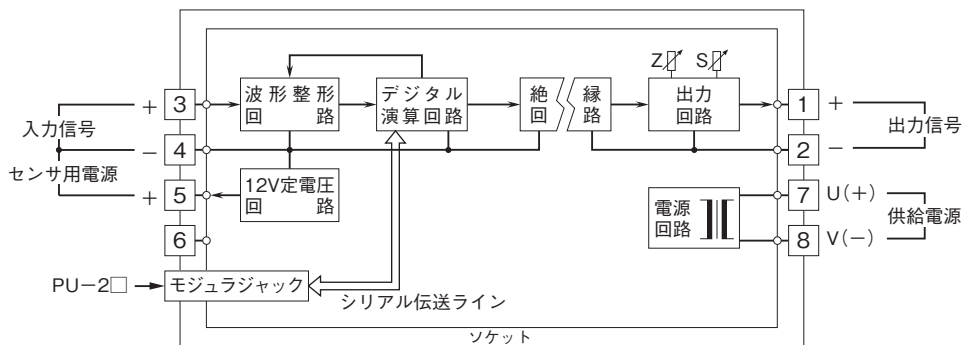 Z S
波形整形
回路
デジタル
演算回路
絶縁
回路
出力
回路
+ 3
入力信号
− 4
センサ用電源
+ 5
6
12V定電圧
回路
1 +
出力信号
2 −
電源
回路
7 U(+)
供給電源
8 V(−)
PU−2□
モジュラジャック
シリアル伝送ライン
ソケット